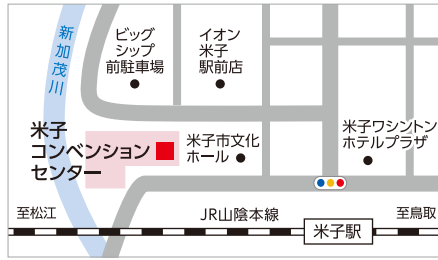 新加茂川
ビッグ
シップ
前駐車場
イオン
米子
駅前店
米子
コンベンション
センター
米子市文化
ホール
米子ワシントン
ホテルプラザ
至松江
JR山陰本線
米子駅
至鳥取